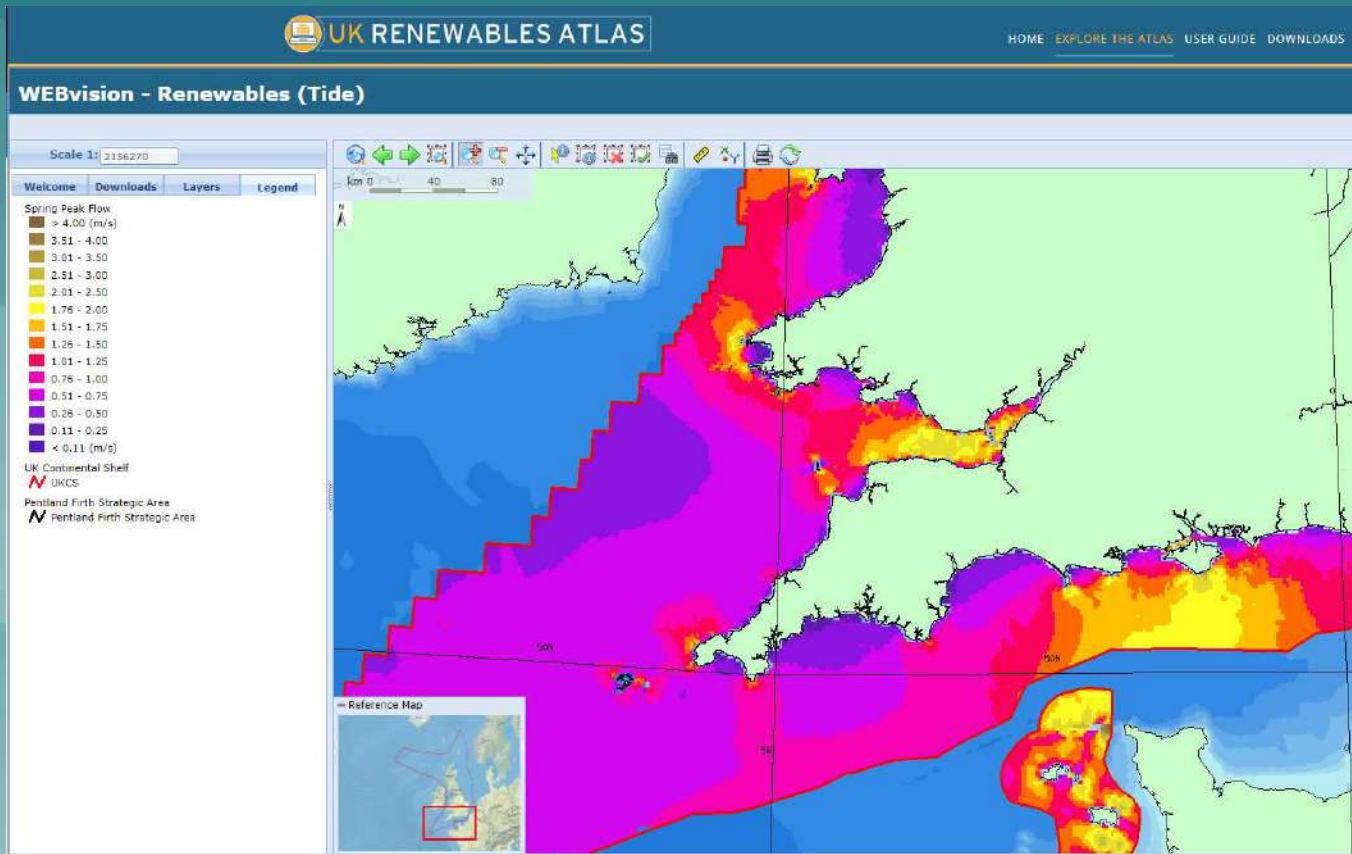 UK RENEWABLES ATLAS
HOME EXPLORE THE ATLAS USER GUIDE DOWNLOADS
WEBvision - Renewables (Tide)
Scale 1: 2156270
Welcome Downloads Layers Legend
Spring Peak Flow
> 4.00 (m/s)
3.51 - 4.00
3.01 - 3.50
2.51 - 3.00
2.01 - 2.50
1.76 - 2.00
1.51 - 1.75
1.26 - 1.50
1.01 - 1.25
0.76 - 1.00
0.51 - 0.75
0.26 - 0.50
0.11 - 0.25
< 0.11 (m/s)
UK Continental Shelf
UKCS
Pentland Firth Strategic Area
Pentland Firth Strategic Area
km 0 40 80
N
50N
50N
5W
Reference Map